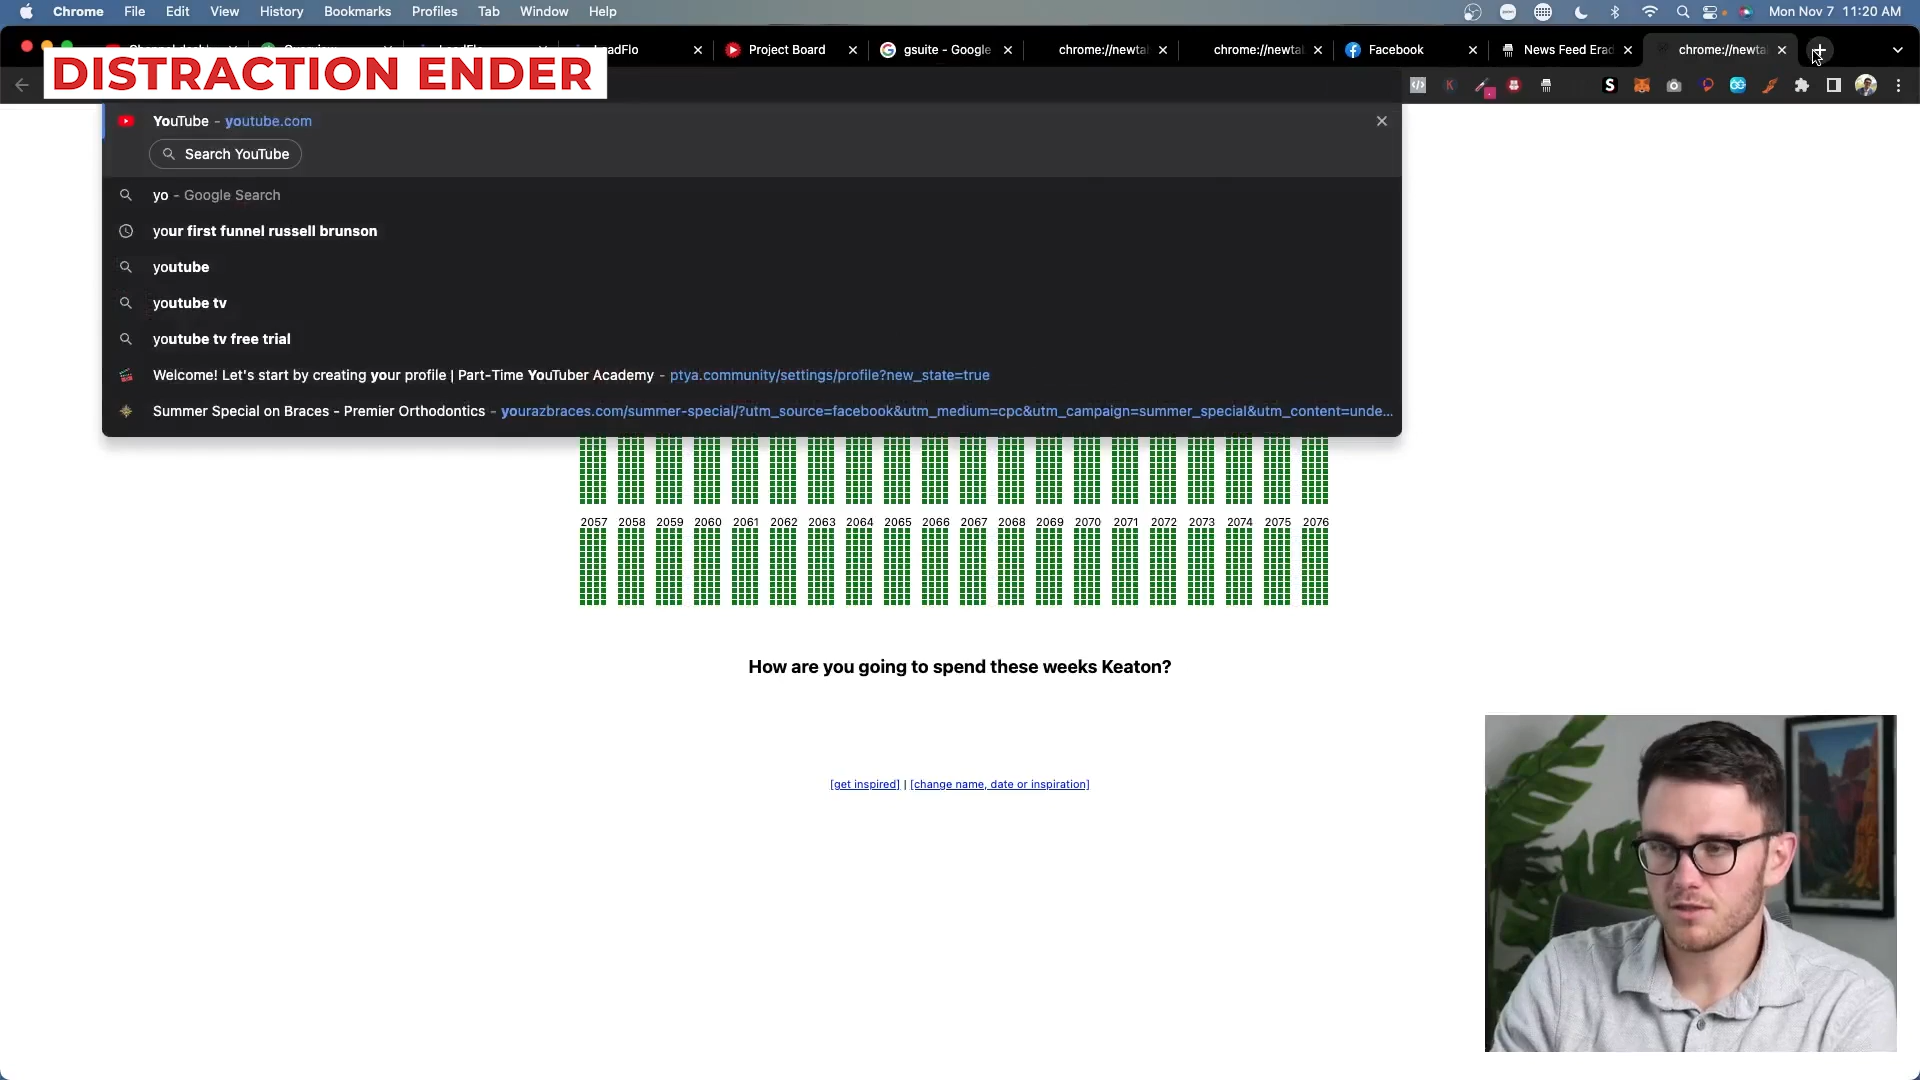 Chrome File Edit View History Bookmarks Profiles Tab Window Help Mon Nov 7 11:20 AM
LeadFlo Project Board gsuite - Google chrome://newta chrome://newta Facebook News Feed Erad chrome://newta
DISTRACTION ENDER
YouTube - youtube.com
Search YouTube
yo - Google Search
your first funnel russell brunson
youtube
youtube tv
youtube tv free trial
Welcome! Let's start by creating your profile | Part-Time YouTuber Academy - ptya.community/settings/profile?new_state=true
Summer Special on Braces - Premier Orthodontics - yourazbraces.com/summer-special/?utm_source=facebook&utm_medium=cpc&utm_campaign=summer_special&utm_content=unde...
2057 2058 2059 2060 2061 2062 2063 2064 2065 2066 2067 2068 2069 2070 2071 2072 2073 2074 2075 2076
How are you going to spend these weeks Keaton?
[get inspired] | [change name, date or inspiration]